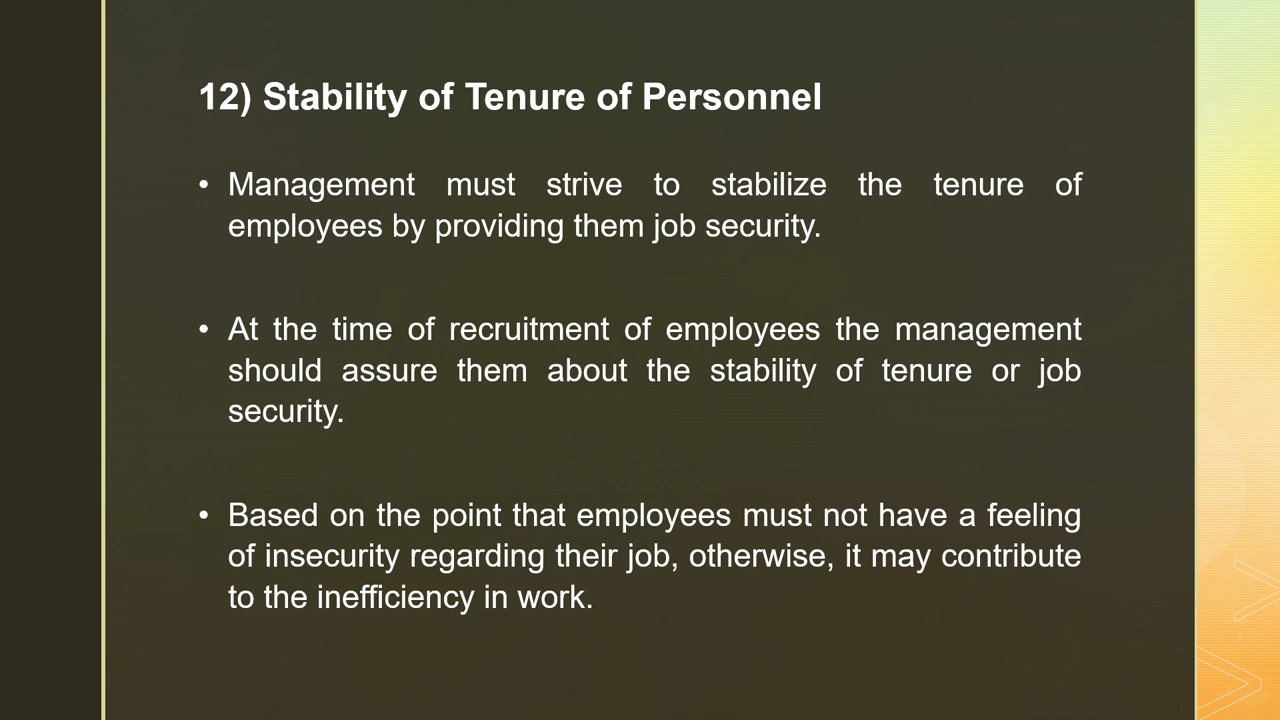 12) Stability of Tenure of Personnel
• Management must strive to stabilize the tenure of
employees by providing them job security.
• At the time of recruitment of employees the management
should assure them about the stability of tenure or job
security.
• Based on the point that employees must not have a feeling
of insecurity regarding their job, otherwise, it may contribute
to the inefficiency in work.